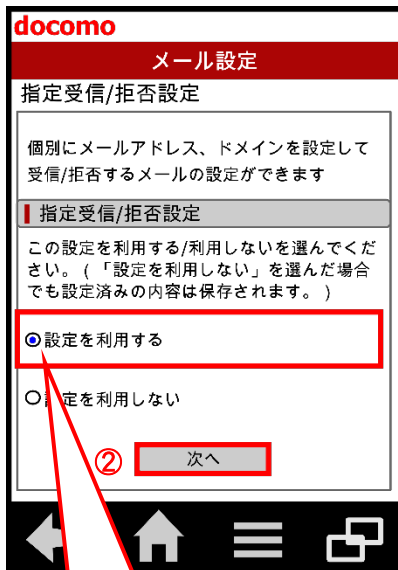 docomo
メール設定
指定受信/拒否設定
個別にメールアドレス、ドメインを設定して
受信/拒否するメールの設定ができます
指定受信/拒否設定
この設定を利用する/利用しないを選んでくだ
さい。(「設定を利用しない」を選んだ場合
でも設定済みの内容は保存されます。)
設定を利用する
設定を利用しない
② 次へ